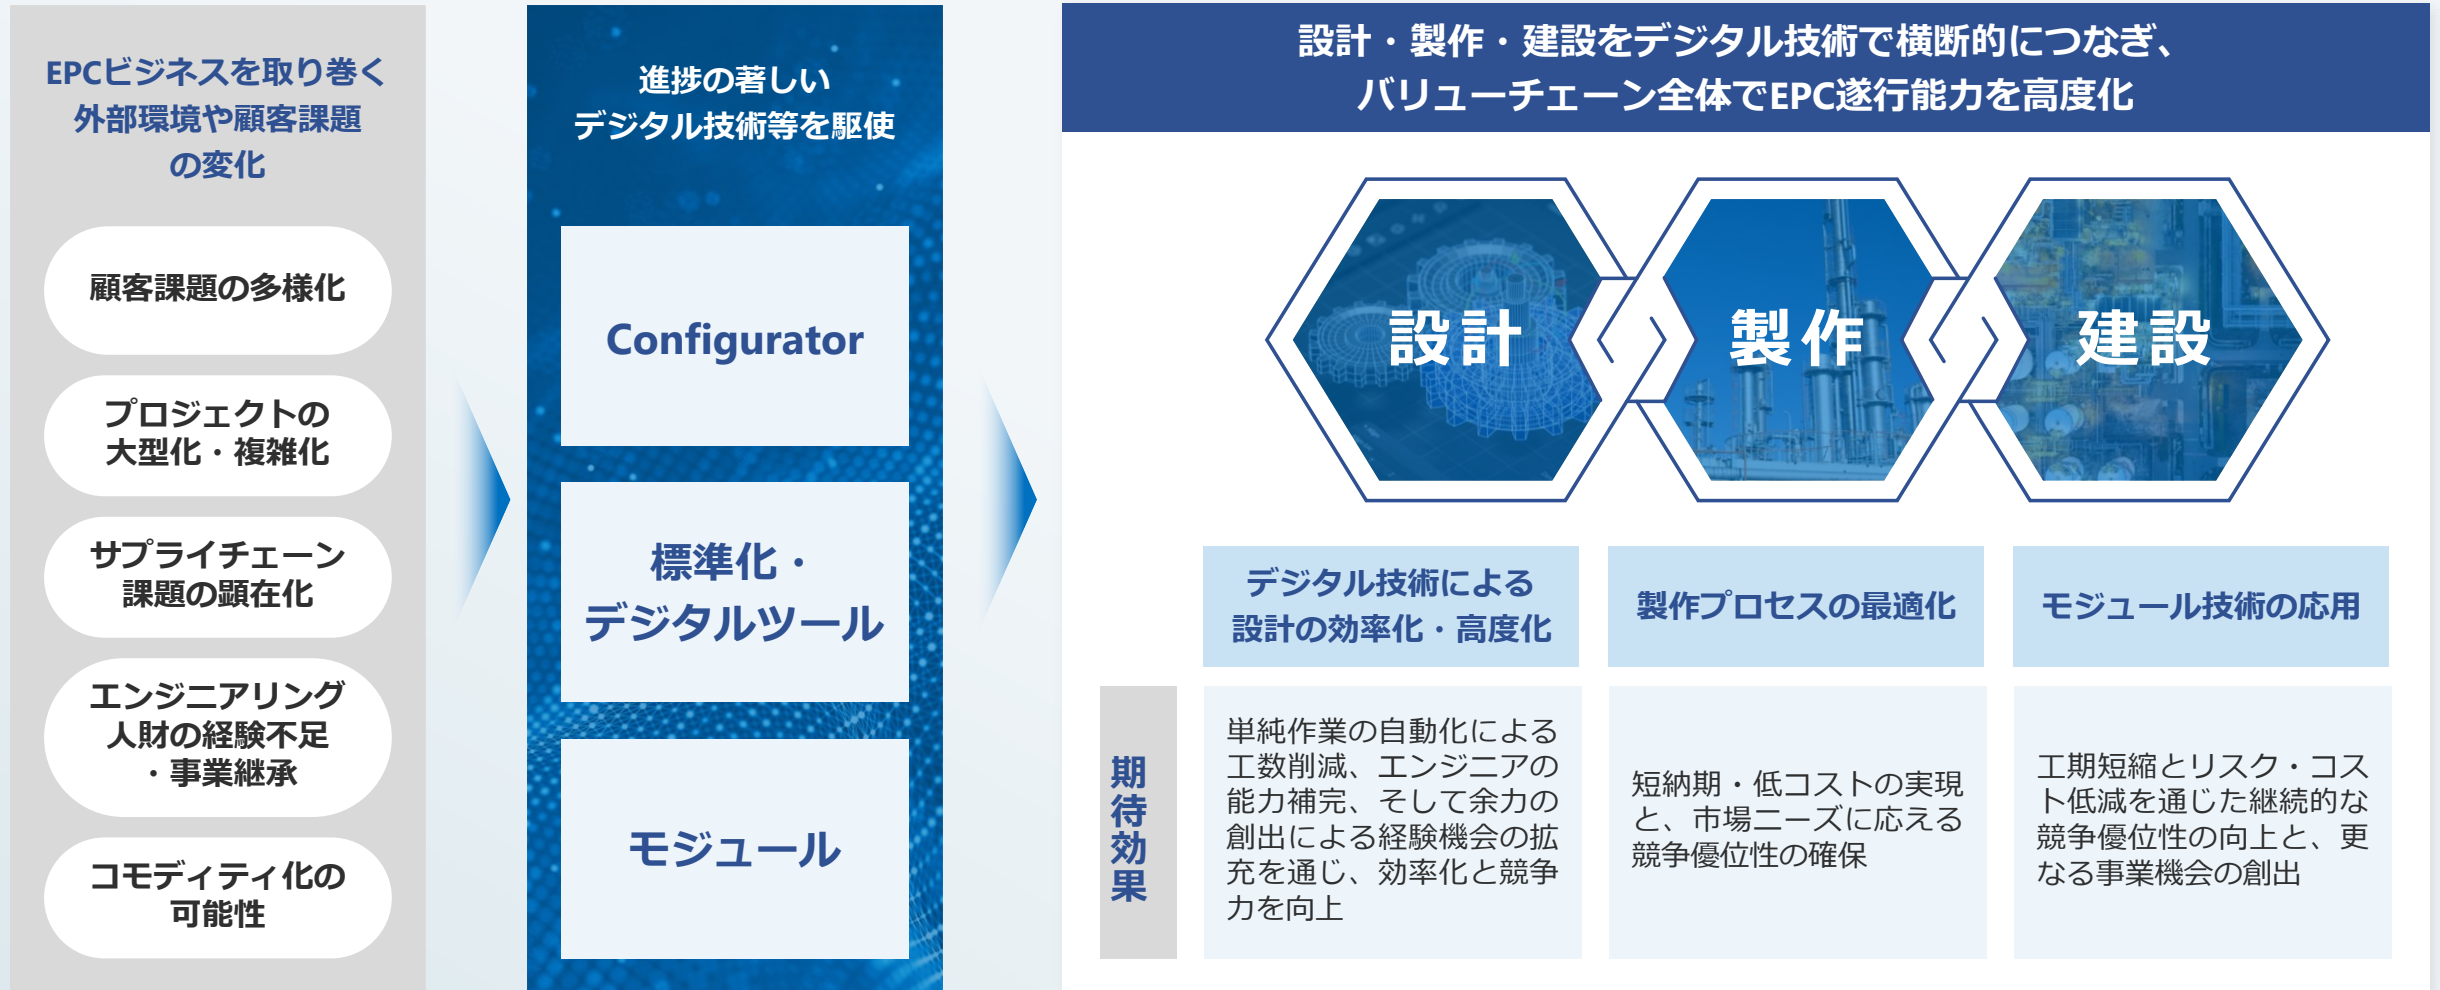 EPCビジネスを取り巻く
外部環境や顧客課題
の変化
顧客課題の多様化
プロジェクトの
大型化・複雑化
サプライチェーン
課題の顕在化
エンジニアリング
人財の経験不足
・事業継承
コモディティ化の
可能性
進捗の著しい
デジタル技術等を駆使
Configurator
標準化・
デジタルツール
モジュール
設計・製作・建設をデジタル技術で横断的につなぎ、
バリューチェーン全体でEPC遂行能力を高度化
設計
製作
建設
デジタル技術による
設計の効率化・高度化
製作プロセスの最適化
モジュール技術の応用
期待効果
単純作業の自動化による
工数削減、エンジニアの
能力補完、そして余力の
創出による経験機会の拡
充を通じ、効率化と競争
力を向上
短納期・低コストの実現
と、市場ニーズに応える
競争優位性の確保
工期短縮とリスク・コス
ト低減を通じた継続的な
競争優位性の向上と、更
なる事業機会の創出